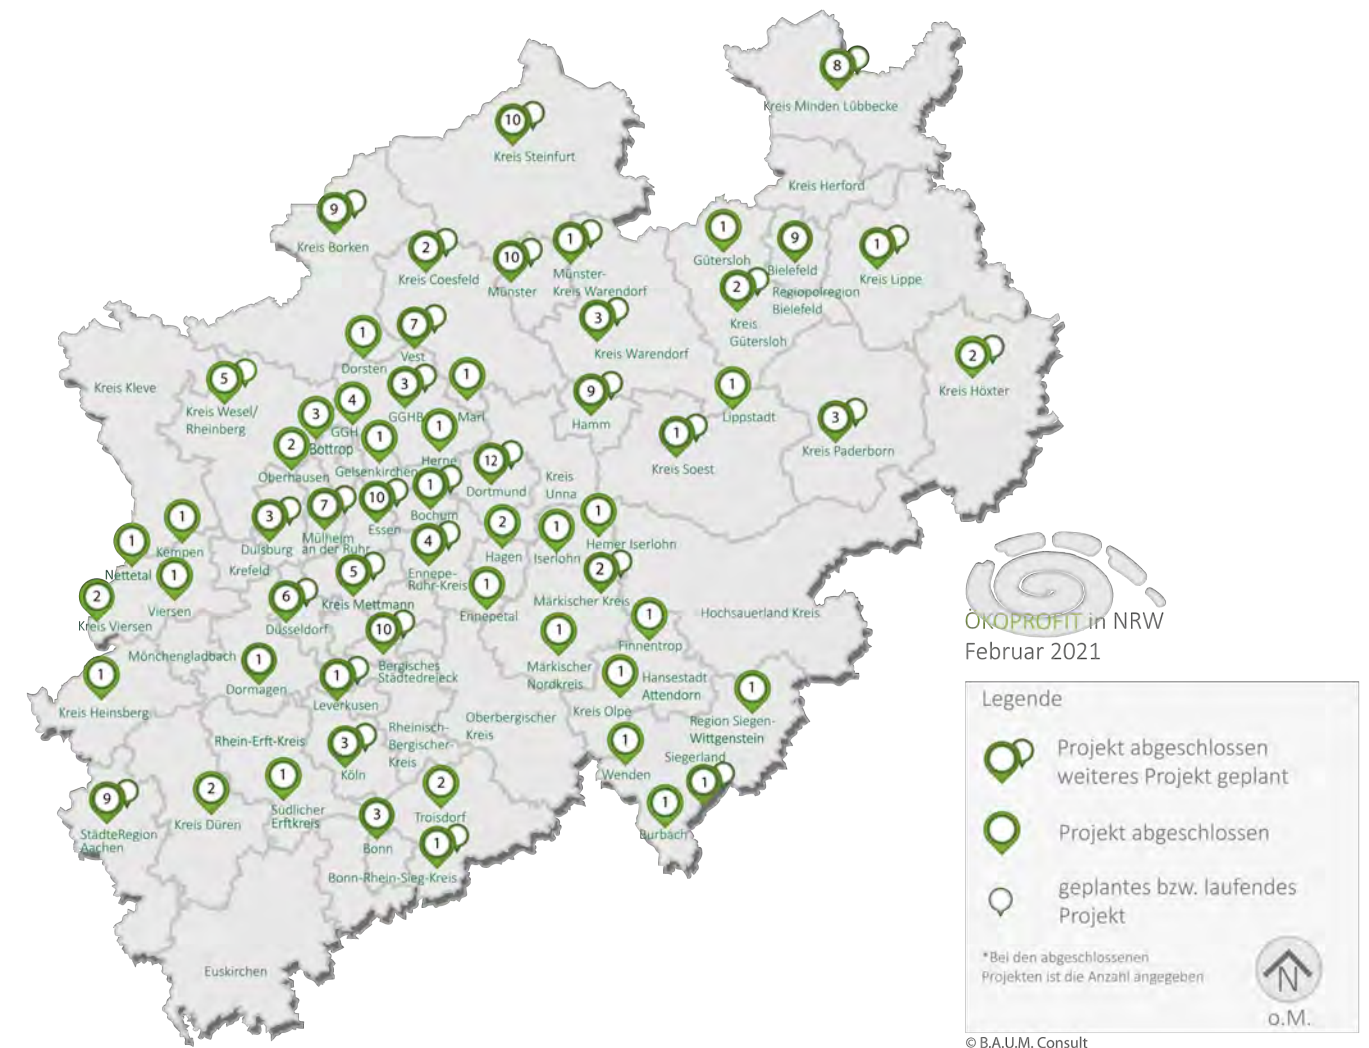 8
Kreis Minden Lübbecke
10
Kreis Steinfurt
Kreis Herford
9
Kreis Borken
2
Kreis Coesfeld
10
Münster
1
Münster-
Kreis Warendorf
1
Gütersloh
9
Bielefeld
Regiopolregion
Bielefeld
1
Kreis Lippe
2
Kreis
Gütersloh
3
Kreis Warendorf
1
Dorsten
7
Vest
2
Kreis Höxter
Kreis Kleve
5
Kreis Wesel/
Rheinberg
3
GGHB
1
Marl
9
Hamm
1
Lippstadt
4
GGH
3
Bottrop
1
Gelsenkirchen
1
Herne
1
Kreis Soest
3
Kreis Paderborn
2
Oberhausen
12
Dortmund
Kreis
Unna
1
Bochum
10
Essen
7
Mülheim
an der Ruhr
3
Duisburg
1
Kempen
1
Nettetal
1
Viersen
Krefeld
2
Kreis Viersen
4
Ennepe-
Ruhr-Kreis
2
Hagen
1
Iserlohn
1
Hemer Iserlohn
5
Kreis Mettmann
6
Düsseldorf
1
Ennepetal
2
Märkischer Kreis
10
Bergisches
Städtedreieck
1
Märkischer
Nordkreis
1
Finnentrop
Hochsauerland Kreis
Mönchengladbach
1
Dormagen
1
Leverkusen
1
Kreis Heinsberg
1
Hansestadt
Attendorn
Kreis Olpe
1
Region Siegen-
Wittgenstein
Oberbergischer
Kreis
Rheinisch-
Bergischer-
Kreis
Rhein-Erft-Kreis
3
Köln
1
Wenden
Siegerland
1
1
Burbach
9
StädteRegion
Aachen
2
Kreis Düren
1
Südlicher
Erftkreis
2
Troisdorf
3
Bonn
1
Bonn-Rhein-Sieg-Kreis
Euskirchen
ÖKOPROFIT in NRW
Februar 2021
Legende
Projekt abgeschlossen
weiteres Projekt geplant
Projekt abgeschlossen
geplantes bzw. laufendes
Projekt
*Bei den abgeschlossenen
Projekten ist die Anzahl angegeben
N
o.M.
© B.A.U.M. Consult